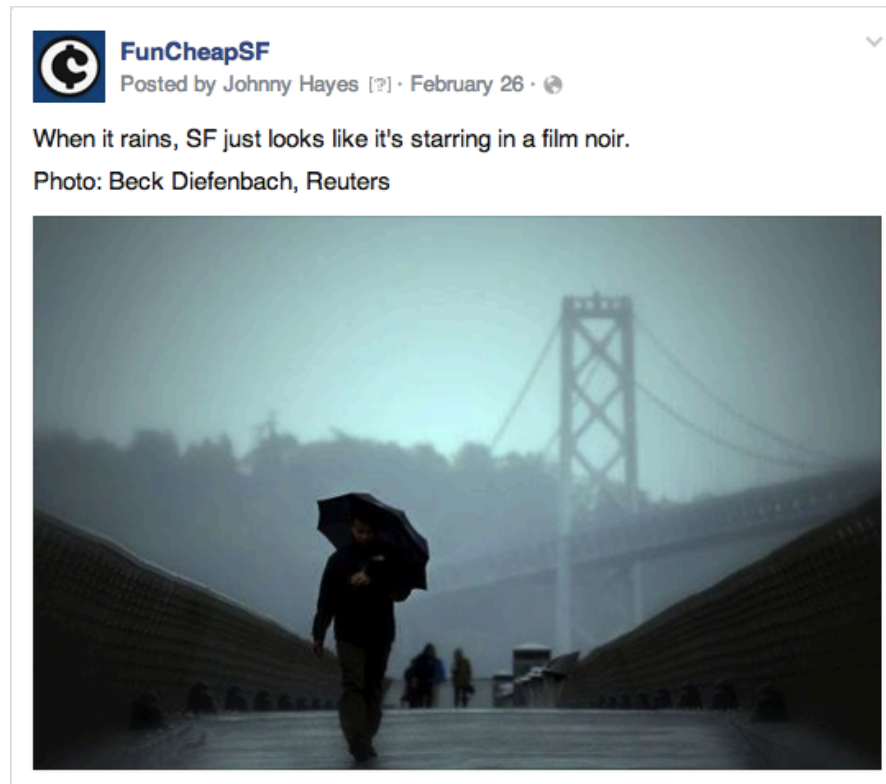 FunCheapSF
Posted by Johnny Hayes [?] · February 26 ·
When it rains, SF just looks like it's starring in a film noir.
Photo: Beck Diefenbach, Reuters